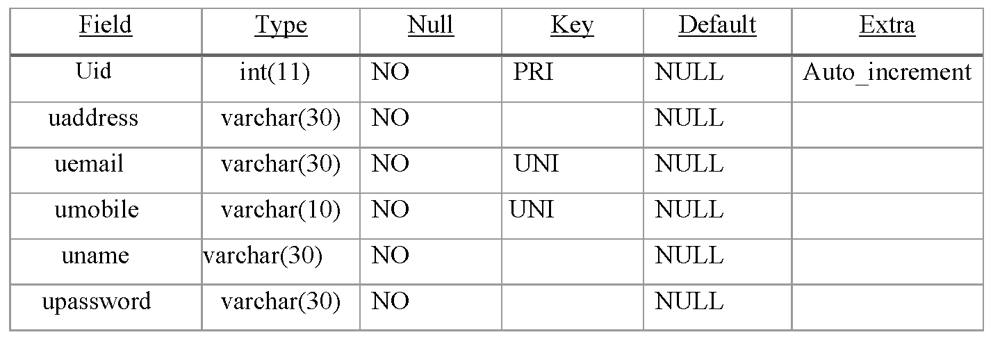 Field Type Null Key Default Extra
Uid int(11) NO PRI NULL Auto_increment
uaddress varchar(30) NO NULL
uemail varchar(30) NO UNI NULL
umobile varchar(10) NO UNI NULL
uname varchar(30) NO NULL
upassword varchar(30) NO NULL